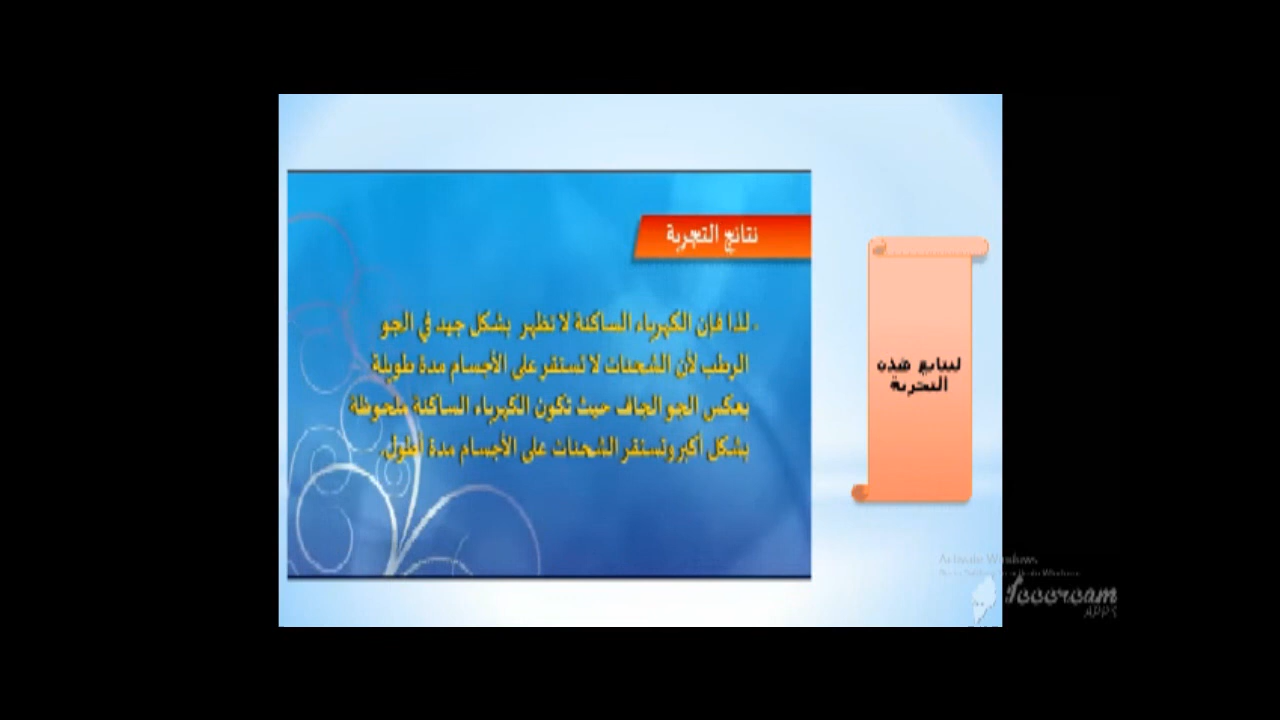 نتائج التجربة
- لذا فإن الكهرباء الساكنة لا تظهر بشكل جيد في الجو
الرطب لأن الشحنات لا تستقر على الأجسام مدة طويلة
بعكس الجو الجاف حيث تكون الكهرباء الساكنة ملحوظة
بشكل أكبر وتستقر الشحنات على الأجسام مدة أطول.
هذه
التجربة
Activate Windows
APPS